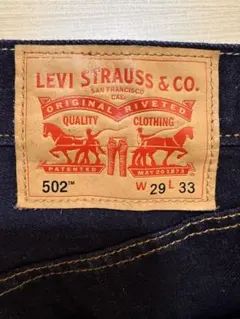 LEVI STRAUSS & CO.
SAN FRANCISCO
CAL
ORIGINAL RIVETED
QUALITY CLOTHING
PATENTED MAY 20 1873
502™ W 29 L 33